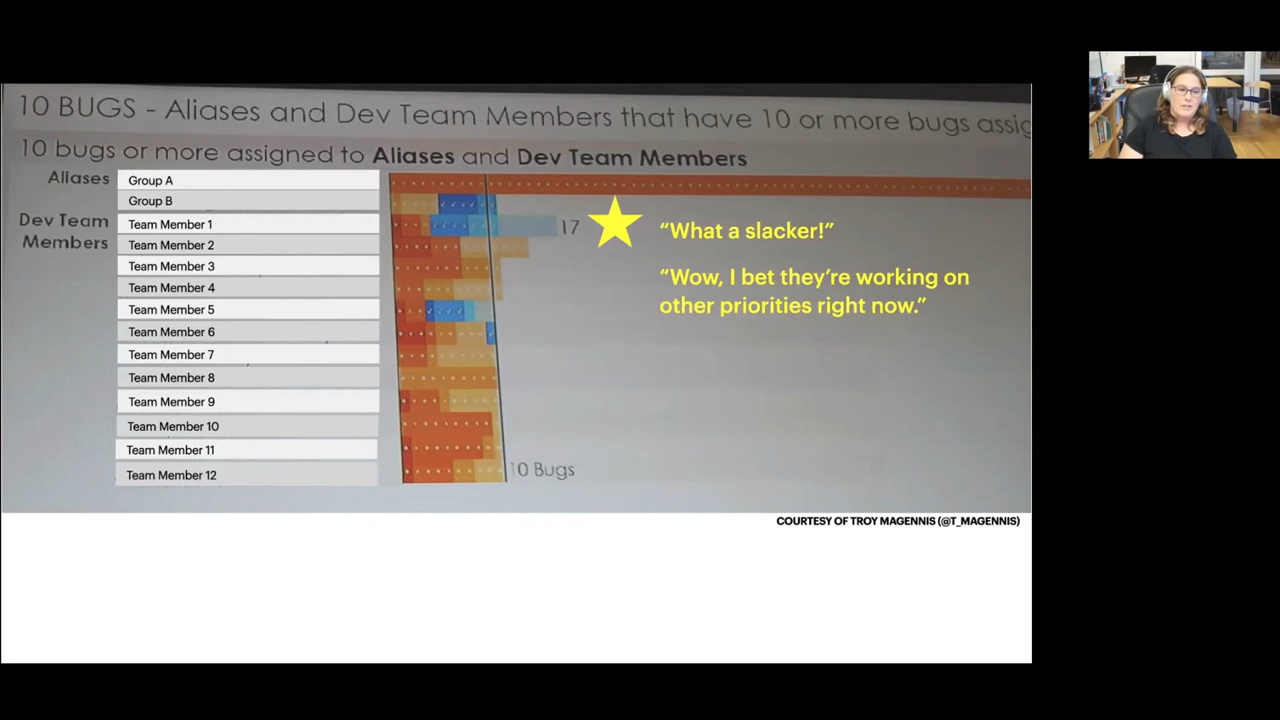 10 BUGS - Aliases and Dev Team Members that have 10 or more bugs assig
10 bugs or more assigned to Aliases and Dev Team Members
Aliases
Group A
Group B
Dev Team
Members
Team Member 1
Team Member 2
Team Member 3
Team Member 4
Team Member 5
Team Member 6
Team Member 7
Team Member 8
Team Member 9
Team Member 10
Team Member 11
Team Member 12
17
"What a slacker!"
"Wow, I bet they're working on
other priorities right now."
10 Bugs
COURTESY OF TROY MAGENNIS (@T_MAGENNIS)